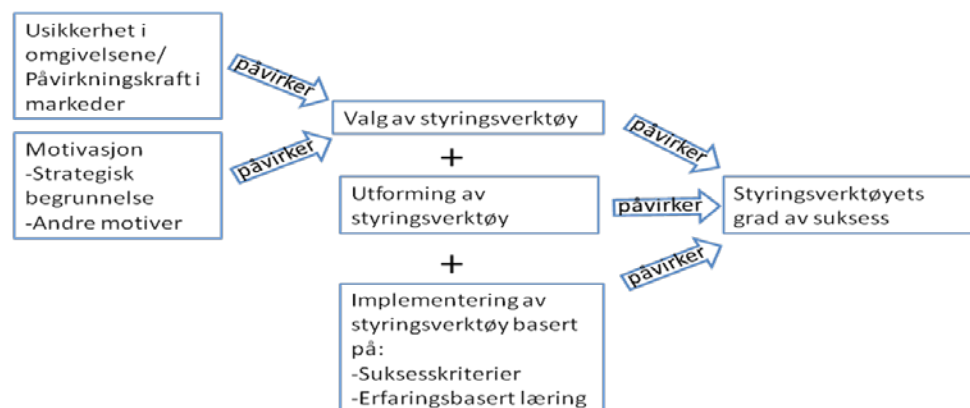 Usikkerhet i
omgivelsene/
Påvirkningskraft i
markeder
påvirker
Motivasjon
-Strategisk
begrunnelse
-Andre motiver
påvirker
Valg av styringsverktøy
+
Utforming av
styringsverktøy
+
Implementering av
styringsverktøy basert
på:
-Suksesskriterier
-Erfaringsbasert læring
påvirker
påvirker
påvirker
Styringsverktøyets
grad av suksess